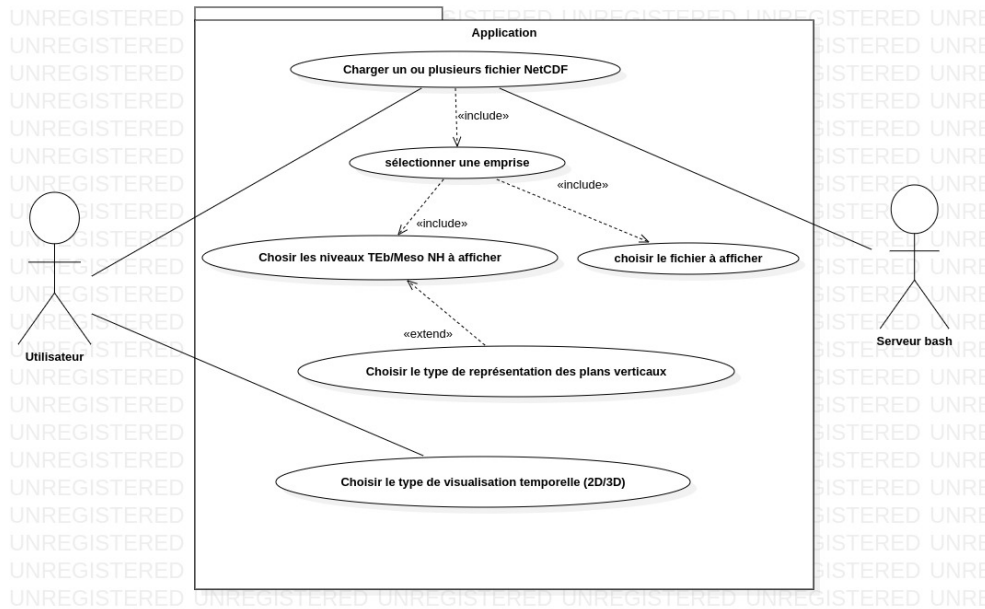 Application
Charger un ou plusieurs fichier NetCDF
«include»
sélectionner une emprise
«include»
«include»
Chosir les niveaux TEb/Meso NH à afficher
choisir le fichier à afficher
«extend»
Utilisateur
Serveur bash
Choisir le type de représentation des plans verticaux
Choisir le type de visualisation temporelle (2D/3D)
UNREGISTERED